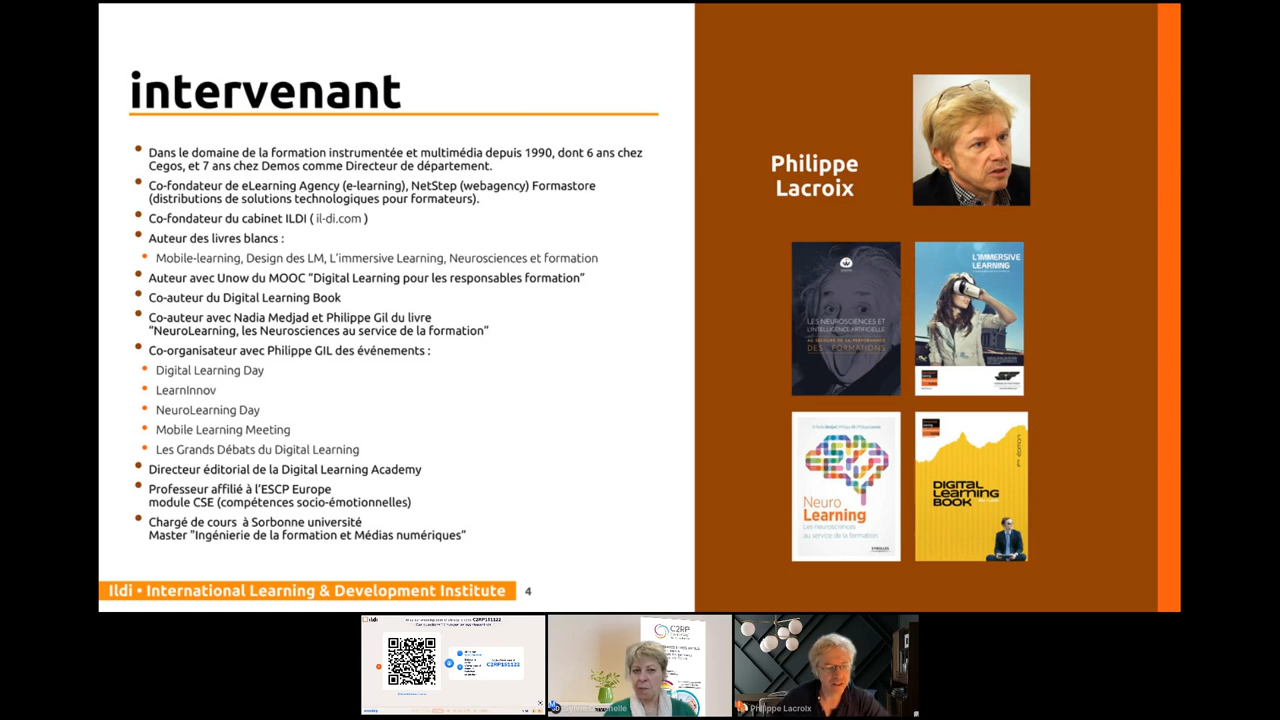 intervenant
Dans le domaine de la formation instrumentée et multimédia depuis 1990, dont 6 ans chez
Cegos, et 7 ans chez Demos comme Directeur de département.
Co-fondateur de eLearning Agency (e-learning), NetStep (webagency) Formastore
(distributions de solutions technologiques pour formateurs).
Co-fondateur du cabinet ILDI ( il-di.com )
Auteur des livres blancs :
Mobile-learning, Design des LM, L'immersive Learning, Neurosciences et formation
Auteur avec Unow du MOOC "Digital Learning pour les responsables formation"
Co-auteur du Digital Learning Book
Co-auteur avec Nadia Medjad et Philippe Gil du livre
"NeuroLearning, les Neurosciences au service de la formation"
Co-organisateur avec Philippe GIL des événements :
Digital Learning Day
LearnInnov
NeuroLearning Day
Mobile Learning Meeting
Les Grands Débats du Digital Learning
Directeur éditorial de la Digital Learning Academy
Professeur affilié à l'ESCP Europe
module CSE (compétences socio-émotionnelles)
Chargé de cours à Sorbonne université
Master "Ingénierie de la formation et Médias numériques"
Ildi • International Learning & Development Institute 4
Philippe
Lacroix
LES NEUROSCIENCES ET
L'INTELLIGENCE ARTIFICIELLE
AU SECOURS DE LA PERFORMANCE
DES FORMATIONS
L'IMMERSIVE
LEARNING
Neuro
Learning
Les neurosciences
au service de la formation
EYROLLES
DIGITAL
LEARNING
BOOK
ildi
C2RP151122
C2RP151122
C2RP
Philippe Lacroix